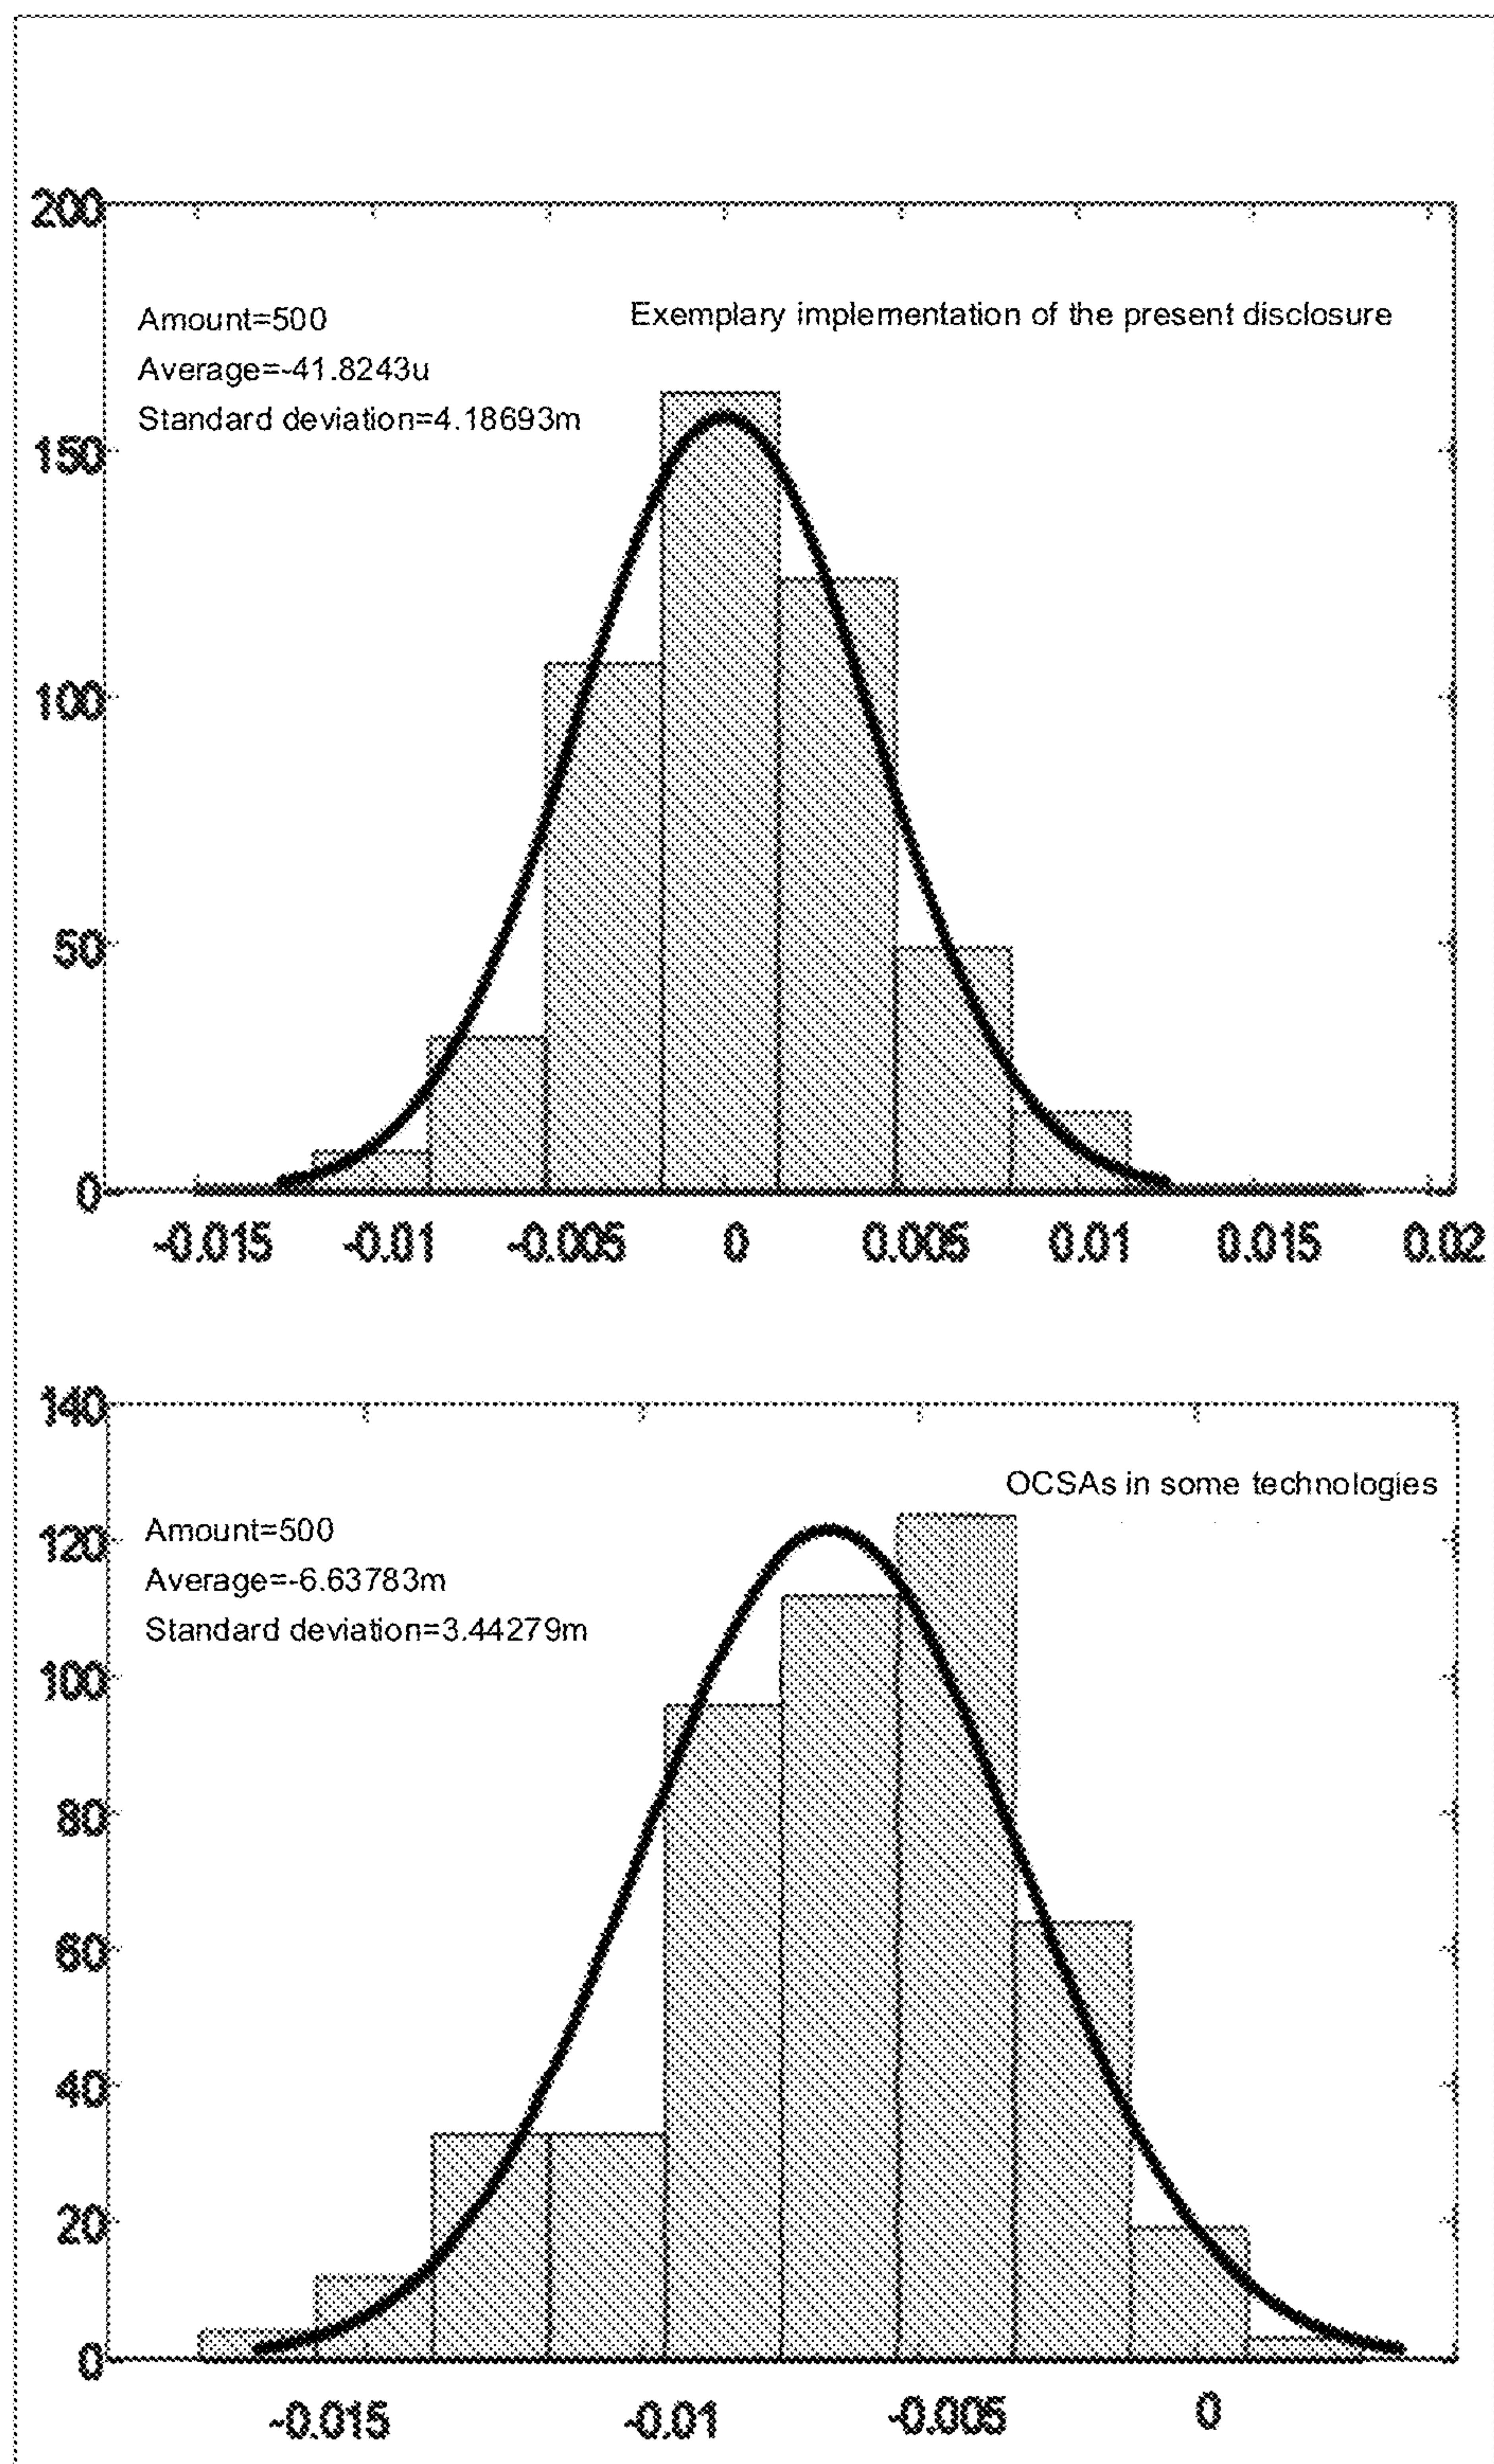 200
Amount=500
Exemplary implementation of the present disclosure
Average=-41.8243u
Standard deviation=4.18693m
150
100
50
0
-0.015 -0.01 -0.005 0 0.005 0.01 0.015 0.02
140
OCSAs in some technologies
Amount=500
120
Average=-6.63783m
Standard deviation=3.44279m
100
80
60
40
20
0
-0.015 -0.01 -0.005 0